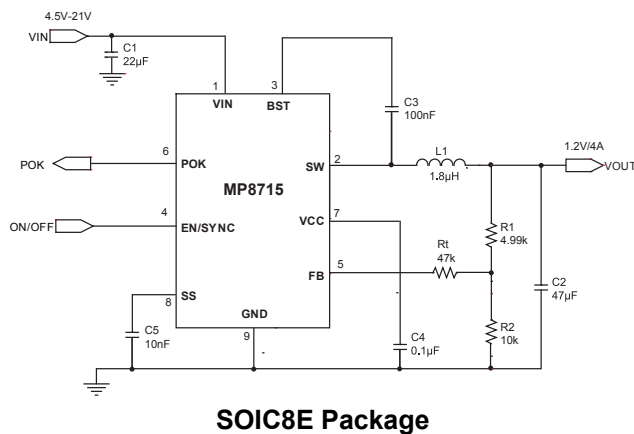 4.5V-21V
VIN
C1
22µF
1
3
VIN
BST
C3
100nF
POK
6
POK
SW
2
L1
1.8µH
1.2V/4A
VOUT
MP8715
ON/OFF
4
EN/SYNC
VCC
7
R1
4.99k
FB
5
Rt
47k
C2
47µF
SS
8
GND
9
C5
10nF
C4
0.1µF
R2
10k
SOIC8E Package